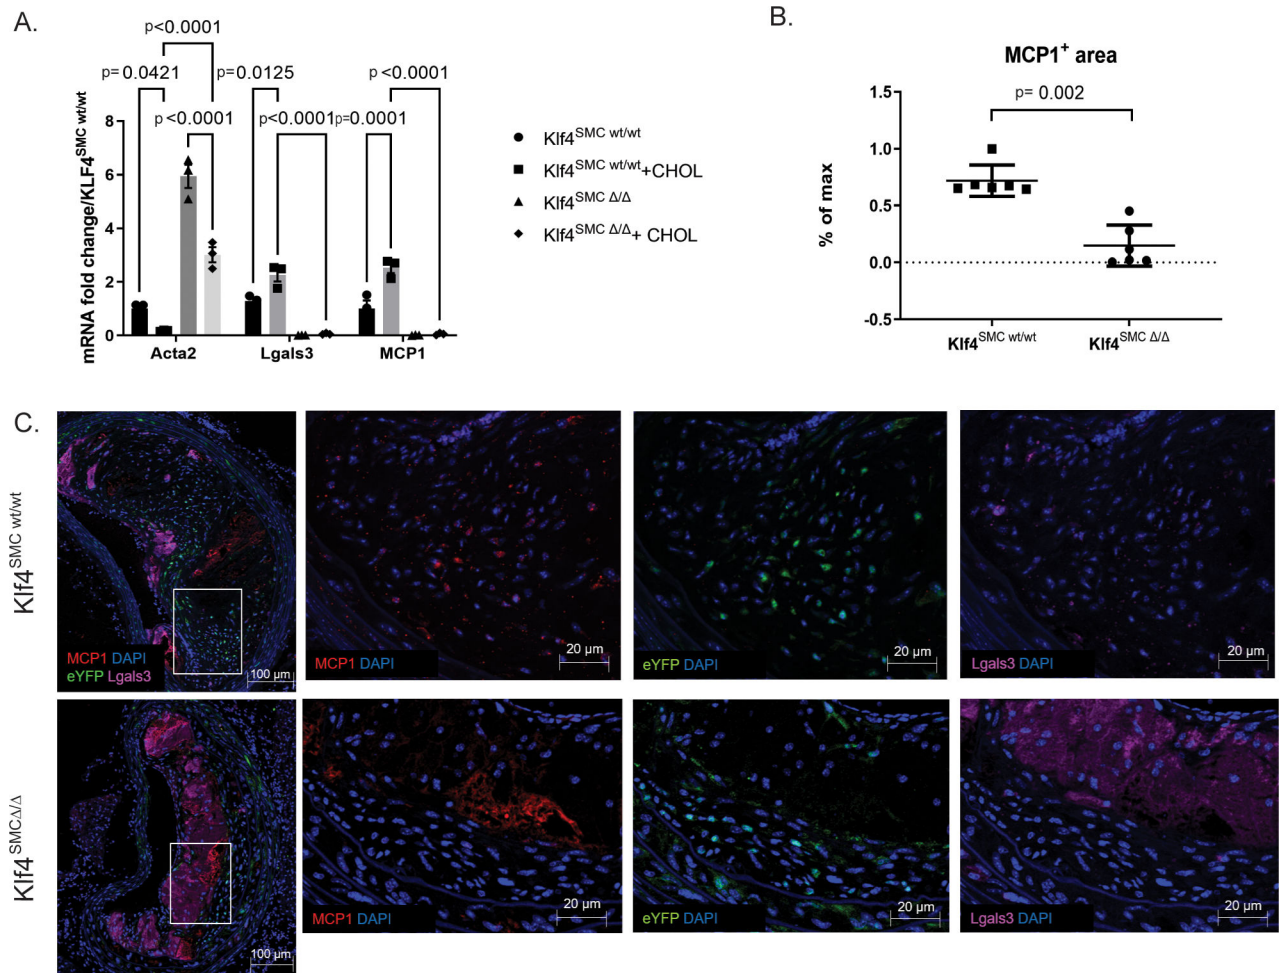 A.
p<0.0001
p= 0.0421
p=0.0125
p <0.0001
p <0.0001
p<0.0001
p=0.0001
mRNA fold change/KLF4SMC wt/wt
8
6
4
2
0
Acta2
Lgals3
MCP1
Klf4SMC wt/wt
Klf4SMC wt/wt+CHOL
Klf4SMC Δ/Δ
Klf4SMC Δ/Δ+ CHOL
B.
MCP1+ area
p= 0.002
% of max
1.5
1.0
0.5
0.0
-0.5
Klf4SMC wt/wt
Klf4SMC Δ/Δ
C.
Klf4SMC wt/wt
MCP1 DAPI
eYFP Lgals3
100 µm
MCP1 DAPI
20 µm
eYFP DAPI
20 µm
Lgals3 DAPI
20 µm
Klf4SMCΔ/Δ
100 µm
MCP1 DAPI
20 µm
eYFP DAPI
20 µm
Lgals3 DAPI
20 µm